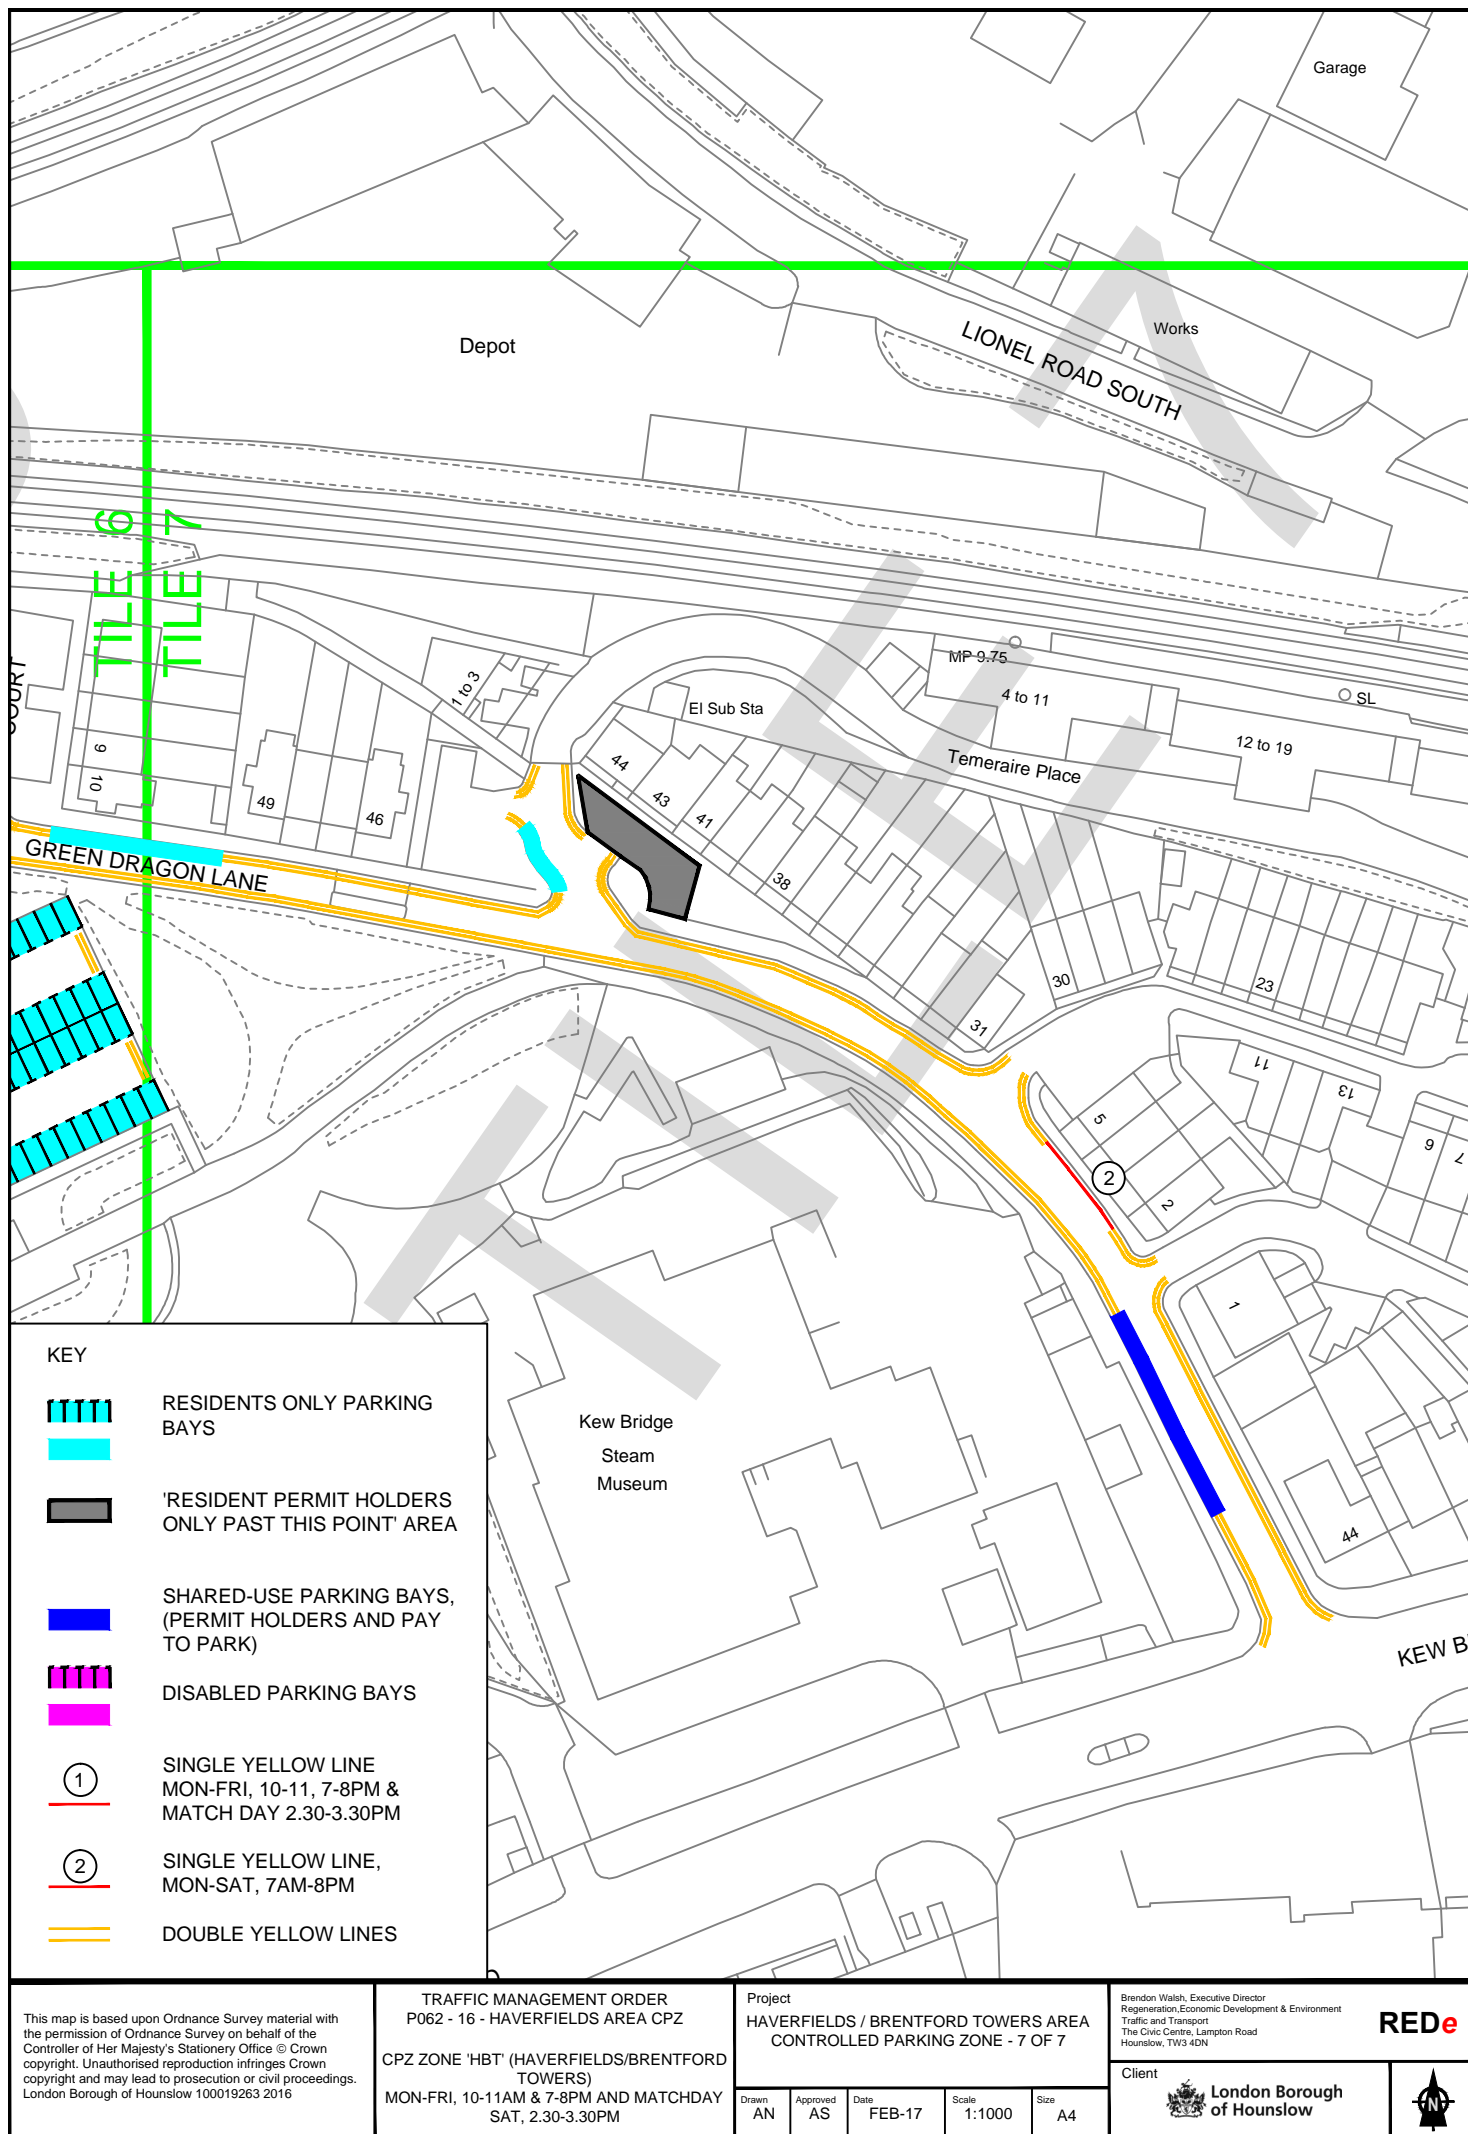 Garage
Works
LIONEL ROAD SOUTH
Depot
TILE 6
TILE 7
TILE 7
COURT
MP 9.75
4 to 11
SL
12 to 19
1 to 3
El Sub Sta
Temeraire Place
9
10
49
46
44
43
41
38
31
30
23
GREEN DRAGON LANE
11
13
6
7
5
2
2
1
44
Kew Bridge
Steam
Museum
KEW B
KEY
RESIDENTS ONLY PARKING
BAYS
'RESIDENT PERMIT HOLDERS
ONLY PAST THIS POINT' AREA
SHARED-USE PARKING BAYS,
(PERMIT HOLDERS AND PAY
TO PARK)
DISABLED PARKING BAYS
1
SINGLE YELLOW LINE
MON-FRI, 10-11, 7-8PM &
MATCH DAY 2.30-3.30PM
2
SINGLE YELLOW LINE,
MON-SAT, 7AM-8PM
DOUBLE YELLOW LINES
This map is based upon Ordnance Survey material with
the permission of Ordnance Survey on behalf of the
Controller of Her Majesty's Stationery Office © Crown
copyright. Unauthorised reproduction infringes Crown
copyright and may lead to prosecution or civil proceedings.
London Borough of Hounslow 100019263 2016
TRAFFIC MANAGEMENT ORDER
P062 - 16 - HAVERFIELDS AREA CPZ
CPZ ZONE 'HBT' (HAVERFIELDS/BRENTFORD
TOWERS)
MON-FRI, 10-11AM & 7-8PM AND MATCHDAY
SAT, 2.30-3.30PM
Project
HAVERFIELDS / BRENTFORD TOWERS AREA
CONTROLLED PARKING ZONE - 7 OF 7
Drawn
AN
Approved
AS
Date
FEB-17
Scale
1:1000
Size
A4
Brendon Walsh, Executive Director
Regeneration,Economic Development & Environment
Traffic and Transport
The Civic Centre, Lampton Road
Hounslow, TW3 4DN
REDe
Client
London Borough
of Hounslow
N